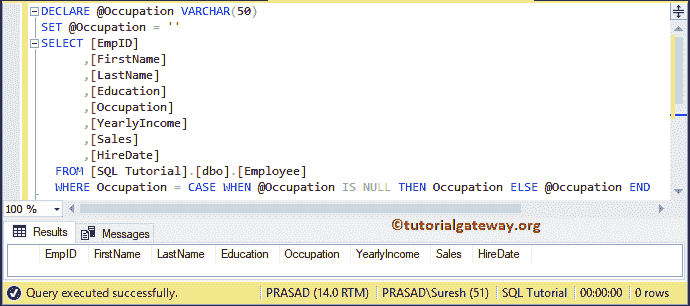 DECLARE @Occupation VARCHAR(50)
SET @Occupation = ''
SELECT [EmpID]
,[FirstName]
,[LastName]
,[Education]
,[Occupation]
,[YearlyIncome]
,[Sales]
,[HireDate]
FROM [SQL Tutorial].[dbo].[Employee]
WHERE Occupation = CASE WHEN @Occupation IS NULL THEN Occupation ELSE @Occupation END
100 %
©tutorialgateway.org
Results Messages
EmpID FirstName LastName Education Occupation YearlyIncome Sales HireDate
Query executed successfully. PRASAD (14.0 RTM) PRASAD\Suresh (51) SQL Tutorial 00:00:00 0 rows